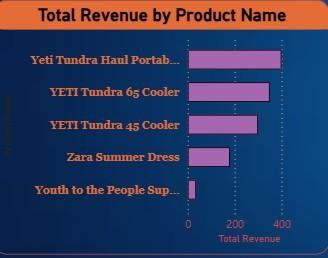 Total Revenue by Product Name
Yeti Tundra Haul Portab...
YETI Tundra 65 Cooler
YETI Tundra 45 Cooler
Zara Summer Dress
Youth to the People Sup...
0 200 400
Total Revenue